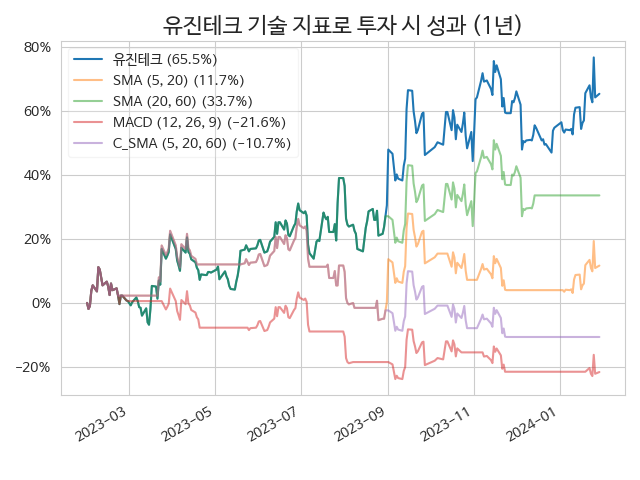 유진테크 기술 지표로 투자 시 성과 (1년)
80%
60%
40%
20%
0%
−20%
유진테크 (65.5%)
SMA (5, 20) (11.7%)
SMA (20, 60) (33.7%)
MACD (12, 26, 9) (−21.6%)
C_SMA (5, 20, 60) (−10.7%)
2023−03
2023−05
2023−07
2023−09
2023−11
2024−01